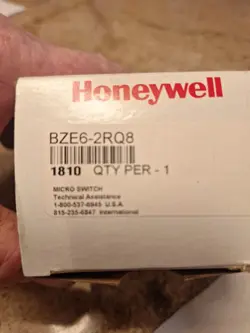 Honeywell
BZE6-2RQ8
1810 QTY PER - 1
MICRO SWITCH
Technical Assistance
1-800-537-6945 U.S.A.
815-235-6847 International